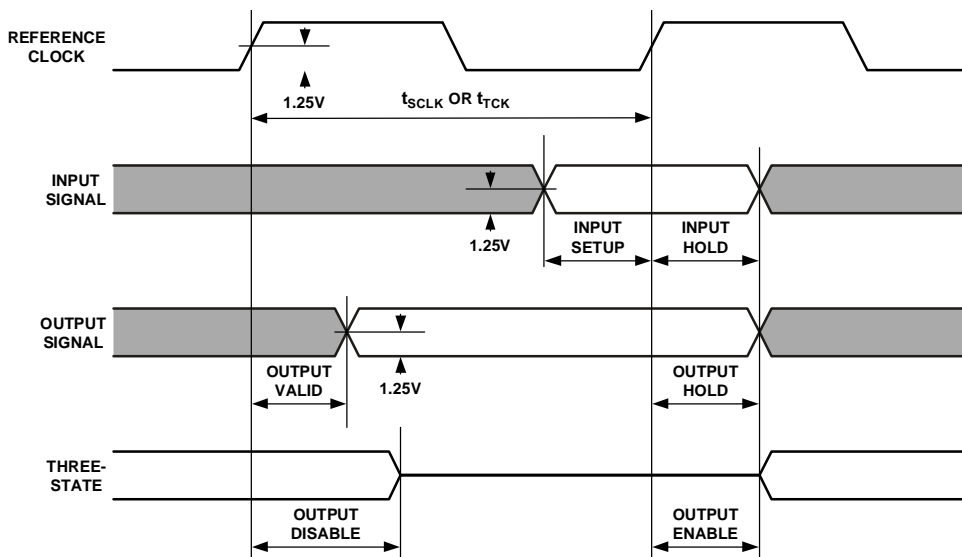 REFERENCE
CLOCK
1.25V
tSCLK OR tTCK
INPUT
SIGNAL
1.25V
INPUT
SETUP
INPUT
HOLD
OUTPUT
SIGNAL
1.25V
OUTPUT
VALID
OUTPUT
HOLD
THREE-
STATE
OUTPUT
DISABLE
OUTPUT
ENABLE